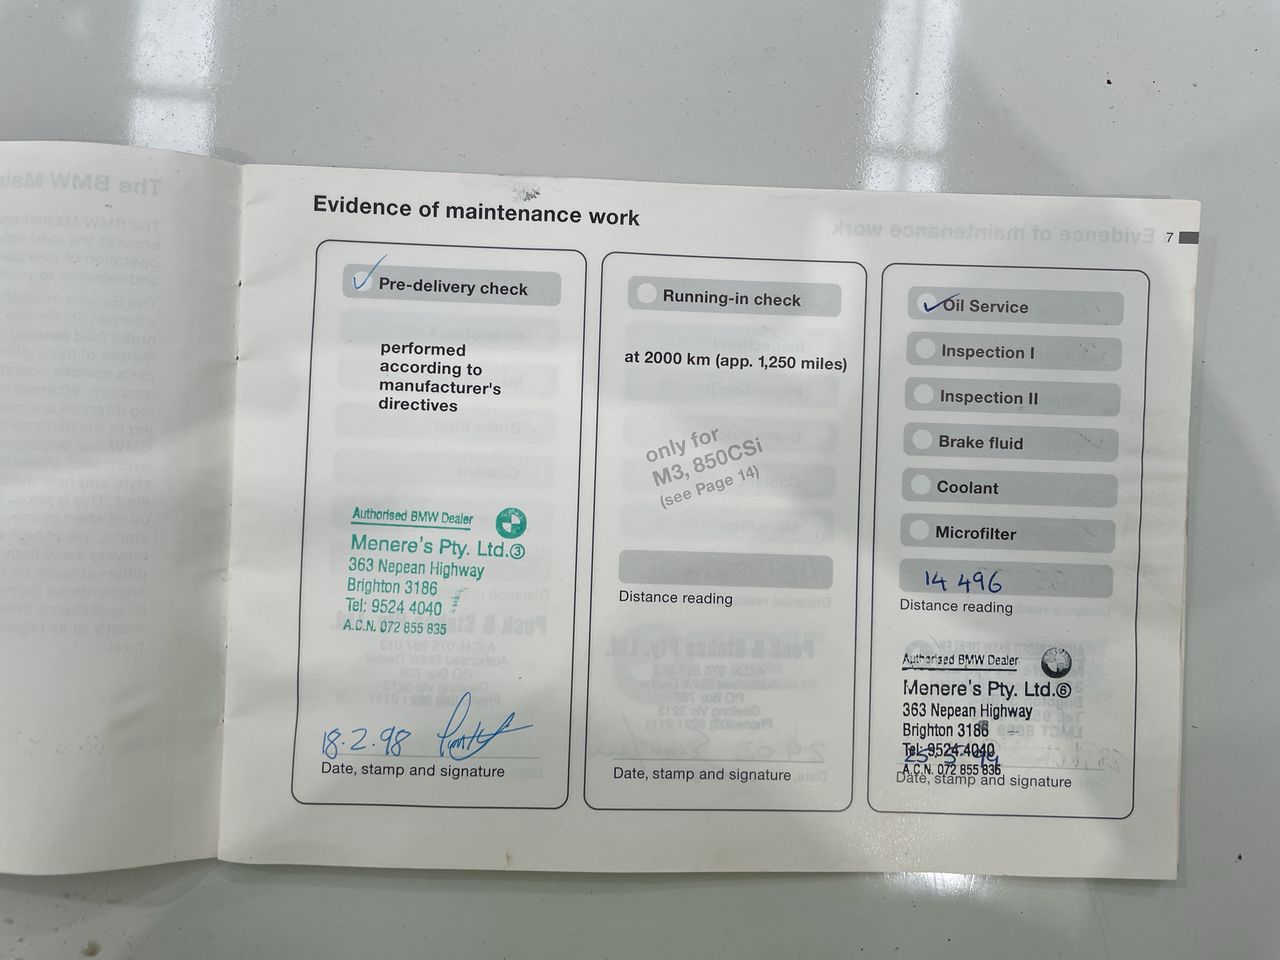 Evidence of maintenance work
7
Pre-delivery check
performed
according to
manufacturer's
directives
Authorised BMW Dealer
Menere's Pty. Ltd.③
363 Nepean Highway
Brighton 3186
Tel: 9524 4040
A.C.N. 072 855 835
18.2.98
Date, stamp and signature
Running-in check
at 2000 km (app. 1,250 miles)
only for
M3, 850CSi
(see Page 14)
Distance reading
Date, stamp and signature
Oil Service
Inspection I
Inspection II
Brake fluid
Coolant
Microfilter
14 496
Distance reading
Authorised BMW Dealer
Menere's Pty. Ltd.⑥
363 Nepean Highway
Brighton 3186
Tel: 9524 4040
A.C.N. 072 855 835
Date, stamp and signature